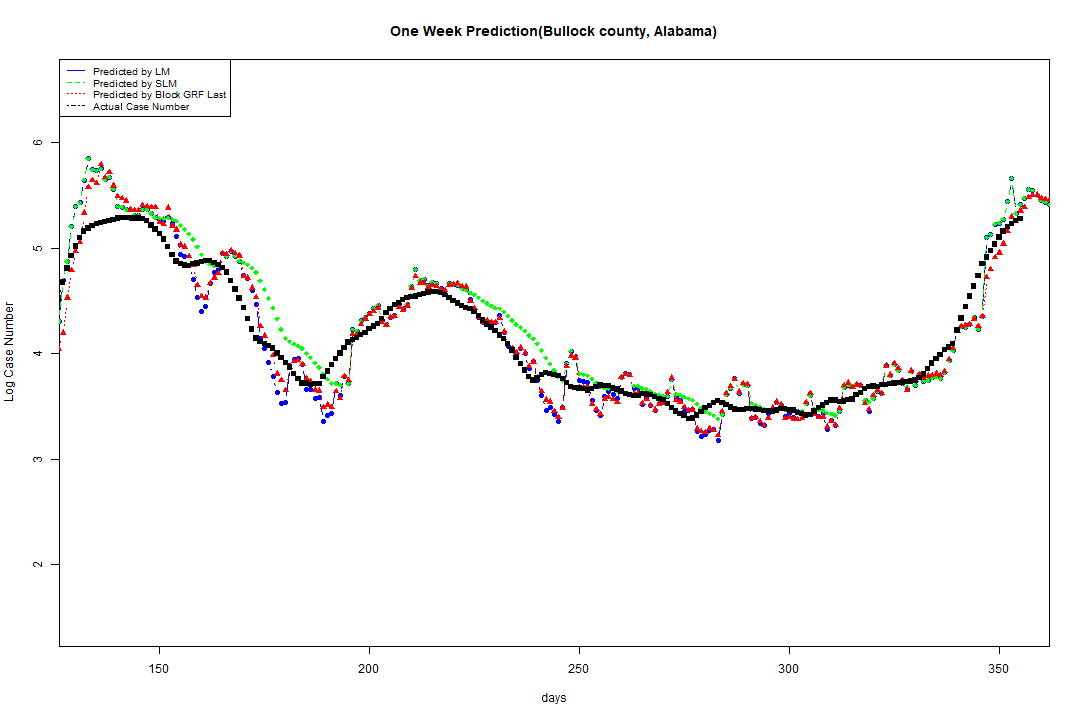 One Week Prediction(Bullock county, Alabama)
Predicted by LM
Predicted by SLM
Predicted by Block GRF Last
Actual Case Number
Log Case Number
6
5
4
3
2
150 200 250 300 350
days